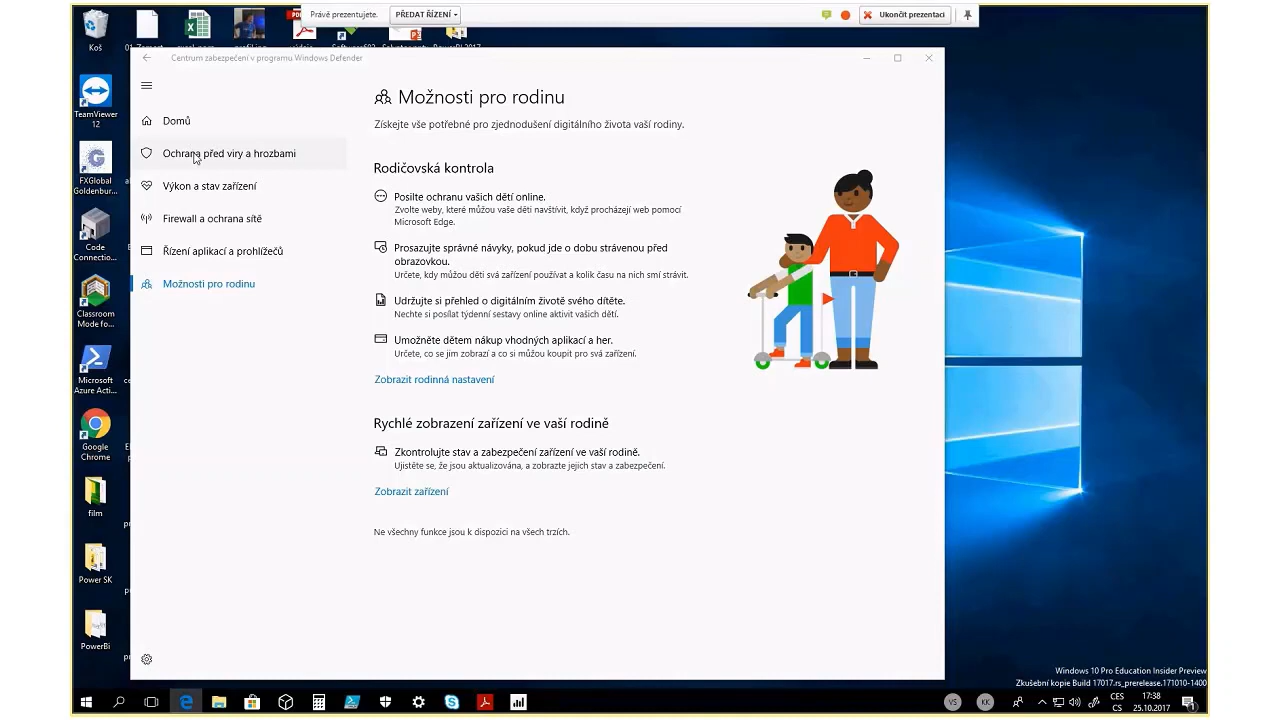 Právě prezentujete.
PŘEDAT ŘÍZENÍ
Ukončit prezentaci
Koš
TeamViewer
12
FXGlobal
Goldenbur...
Code
Connectio...
Classroom
Mode fo...
Microsoft
Azure Acti...
Google
Chrome
film
Power SK
PowerBi
Centrum zabezpečení v programu Windows Defender
Domů
Ochrana před viry a hrozbami
Výkon a stav zařízení
Firewall a ochrana sítě
Řízení aplikací a prohlížečů
Možnosti pro rodinu
Možnosti pro rodinu
Získejte vše potřebné pro zjednodušení digitálního života vaší rodiny.
Rodičovská kontrola
Posilte ochranu vašich dětí online.
Zvolte weby, které můžou vaše děti navštívit, když procházejí web pomocí
Microsoft Edge.
Prosazujte správné návyky, pokud jde o dobu strávenou před
obrazovkou.
Určete, kdy můžou děti svá zařízení používat a kolik času na nich smí strávit.
Udržujte si přehled o digitálním životě svého dítěte.
Nechte si posílat týdenní sestavy online aktivit vašich dětí.
Umožněte dětem nákup vhodných aplikací a her.
Určete, co se jim zobrazí a co si můžou koupit pro svá zařízení.
Zobrazit rodinná nastavení
Rychlé zobrazení zařízení ve vaší rodině
Zkontrolujte stav a zabezpečení zařízení ve vaší rodině.
Ujistěte se, že jsou aktualizována, a zobrazte jejich stav a zabezpečení.
Zobrazit zařízení
Ne všechny funkce jsou k dispozici na všech trzích.
Windows 10 Pro Education Insider Preview
Zkušební kopie Build 17017.rs_prerelease.171010-1400
VS
KK
CES
CS
17:38
25.10.2017